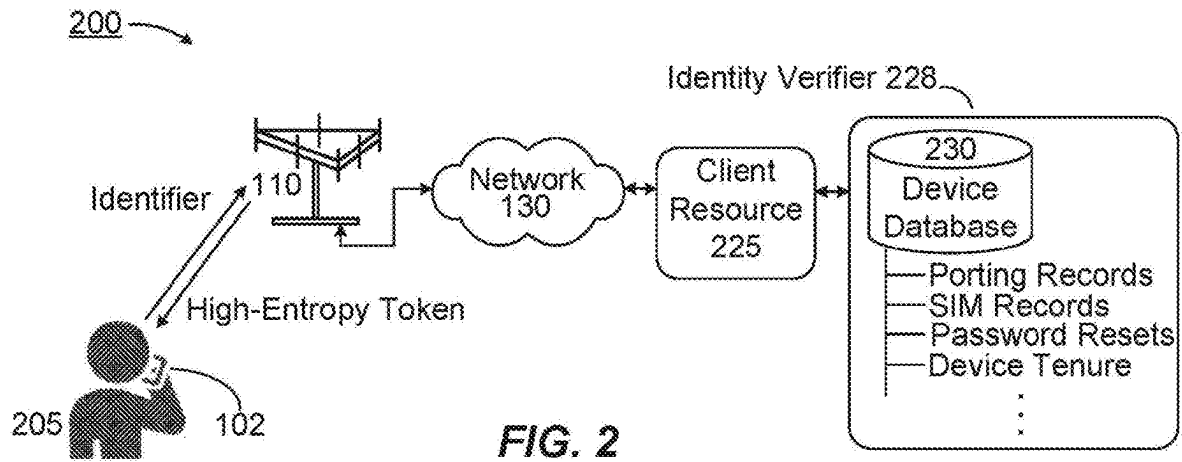 200
Identity Verifier 228
230
Device
Database
Client
Resource
225
Network
130
110
Identifier
High-Entropy Token
Porting Records
SIM Records
Password Resets
Device Tenure
205
102
FIG. 2